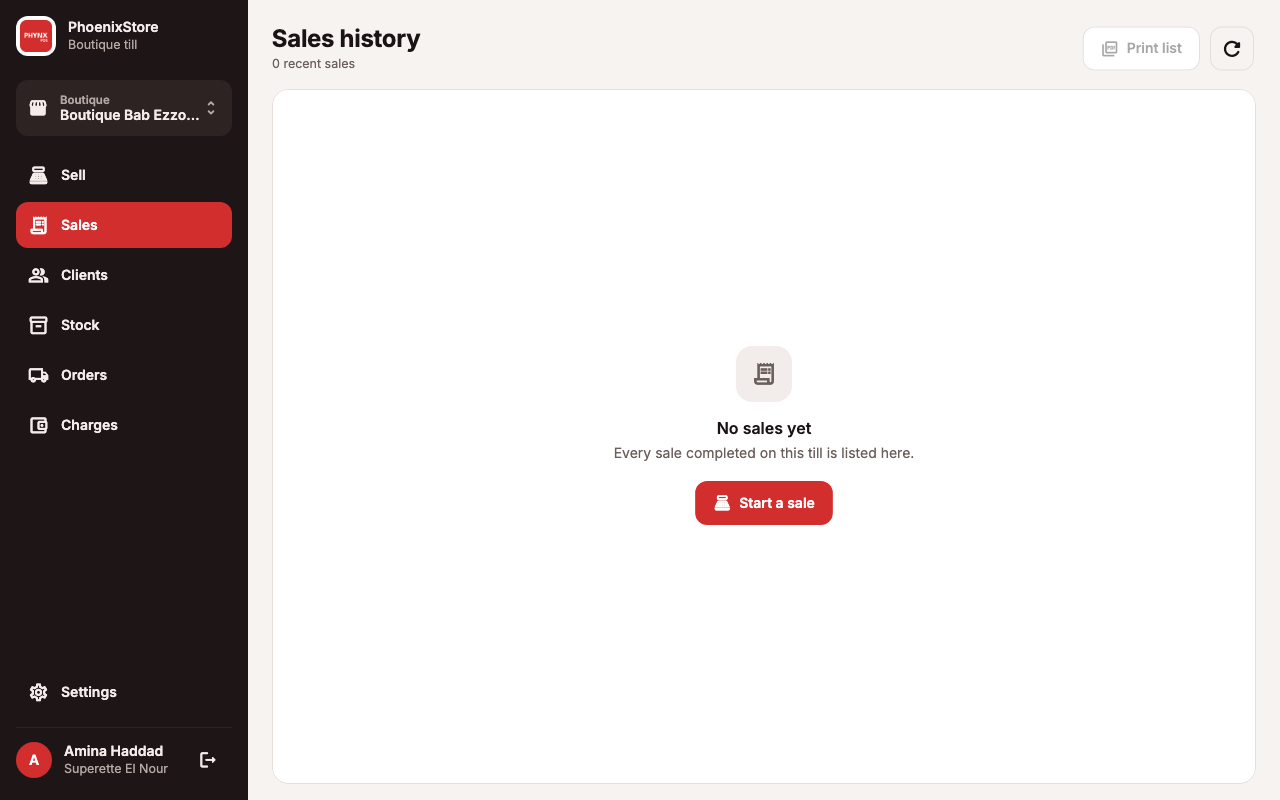 PHYNX
POS
PhoenixStore
Boutique till
Boutique
Boutique Bab Ezzo...
Sell
Sales
Clients
Stock
Orders
Charges
Settings
A
Amina Haddad
Superette El Nour
Sales history
0 recent sales
Print list
No sales yet
Every sale completed on this till is listed here.
Start a sale